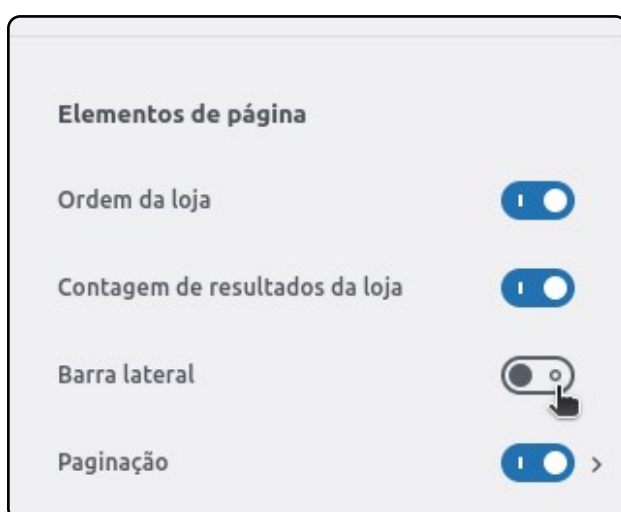 Elementos de página
Ordem da loja
Contagem de resultados da loja
Barra lateral
Paginação